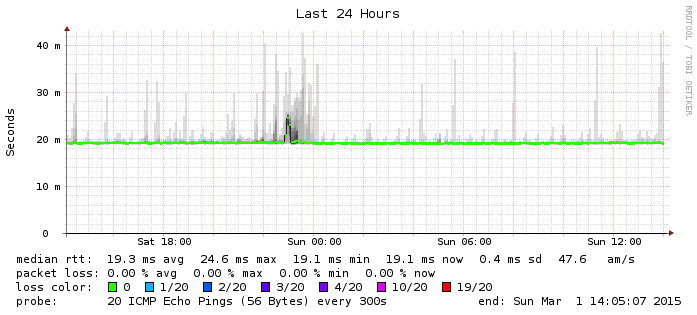 Last 24 Hours
RRDTOOL / TOBI OETIKER
Seconds
40 m
30 m
20 m
10 m
0
Sat 18:00 Sun 00:00 Sun 06:00 Sun 12:00
median rtt: 19.3 ms avg 24.6 ms max 19.1 ms min 19.1 ms now 0.4 ms sd 47.6 am/s
packet loss: 0.00 % avg 0.00 % max 0.00 % min 0.00 % now
loss color: 0 1/20 2/20 3/20 4/20 10/20 19/20
probe: 20 ICMP Echo Pings (56 Bytes) every 300s end: Sun Mar 1 14:05:07 2015